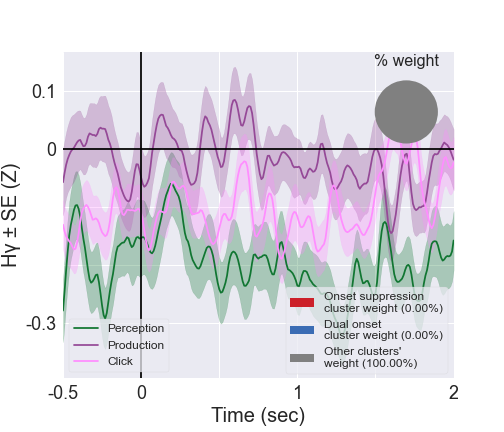 % weight
0.1
0
-0.3
Hγ ± SE (Z)
Perception
Production
Click
Onset suppression
cluster weight (0.00%)
Dual onset
cluster weight (0.00%)
Other clusters'
weight (100.00%)
-0.5
0
1
2
Time (sec)